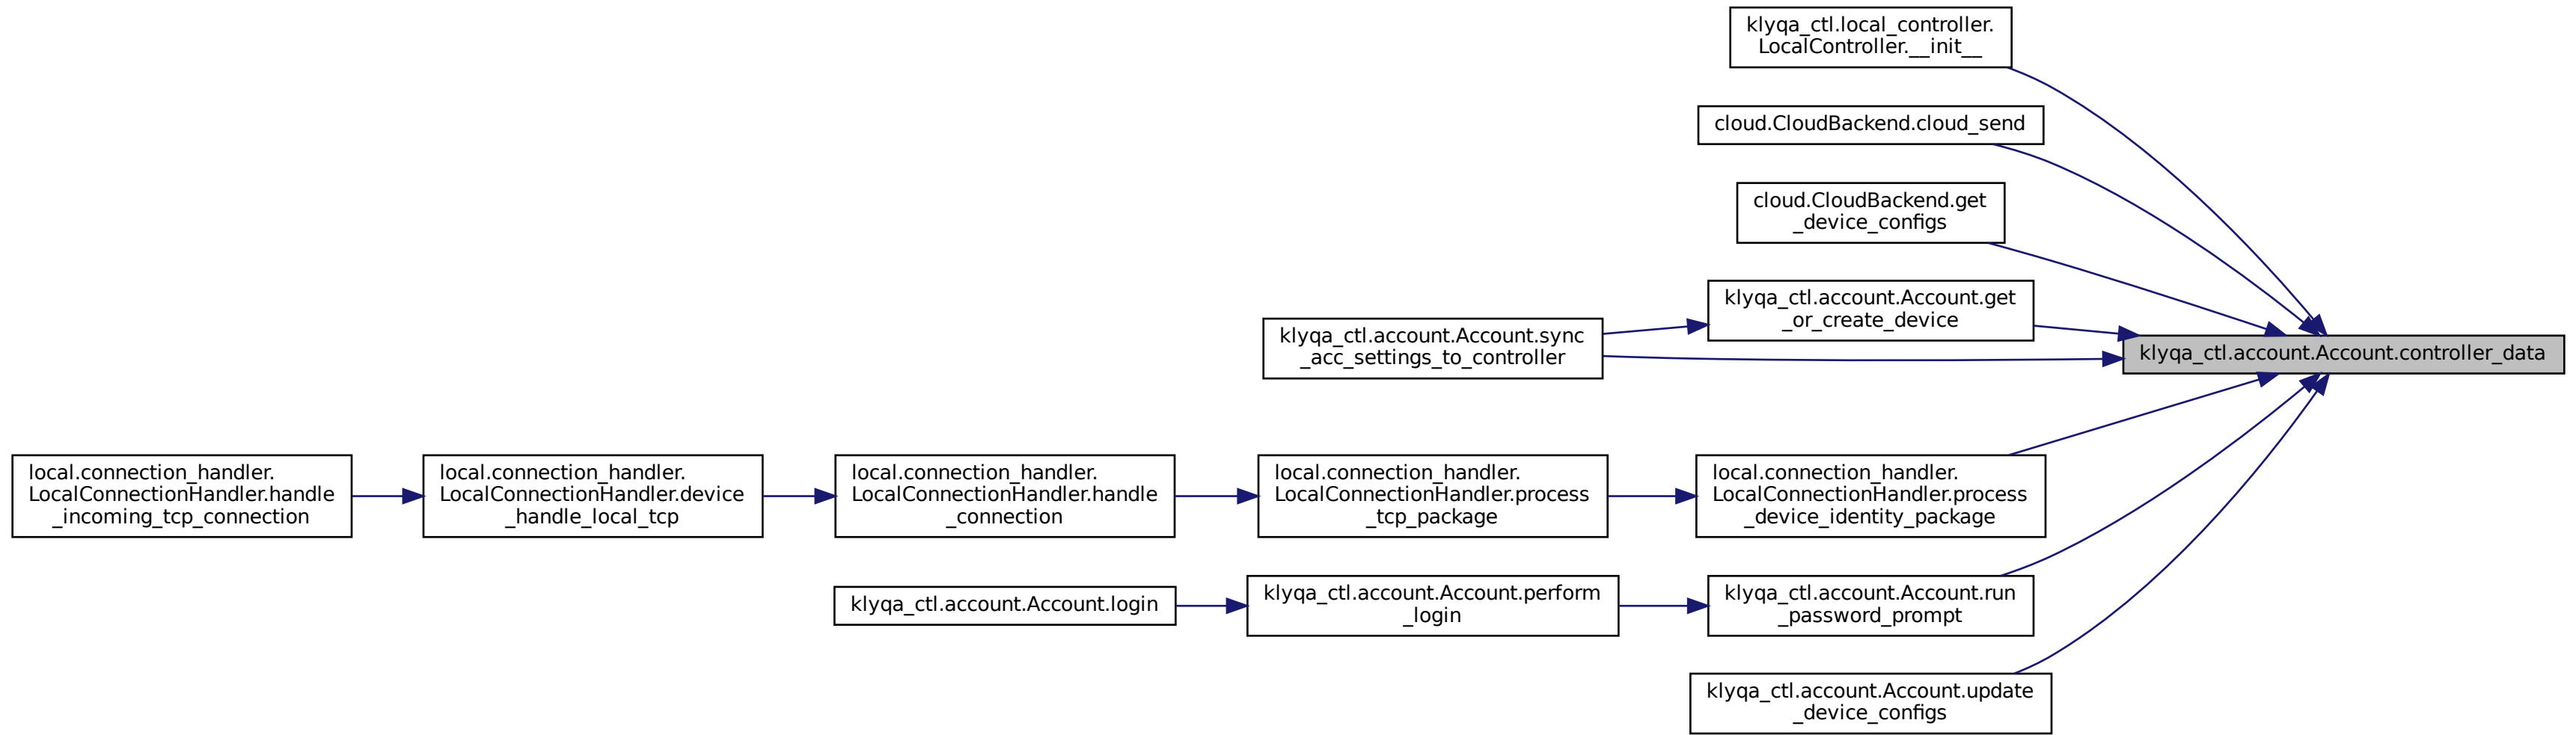 klyqa_ctl.local_controller.
LocalController.__init__
cloud.CloudBackend.cloud_send
cloud.CloudBackend.get
_device_configs
klyqa_ctl.account.Account.get
_or_create_device
klyqa_ctl.account.Account.sync
_acc_settings_to_controller
klyqa_ctl.account.Account.controller_data
local.connection_handler.
LocalConnectionHandler.handle
_incoming_tcp_connection
local.connection_handler.
LocalConnectionHandler.device
_handle_local_tcp
local.connection_handler.
LocalConnectionHandler.handle
_connection
local.connection_handler.
LocalConnectionHandler.process
_tcp_package
local.connection_handler.
LocalConnectionHandler.process
_device_identity_package
klyqa_ctl.account.Account.login
klyqa_ctl.account.Account.perform
_login
klyqa_ctl.account.Account.run
_password_prompt
klyqa_ctl.account.Account.update
_device_configs